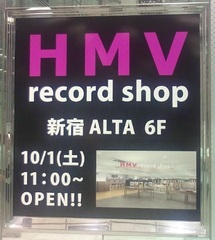 HMV
record shop
新宿 ALTA 6F
10/1(土)
11:00~
OPEN!!
HMV